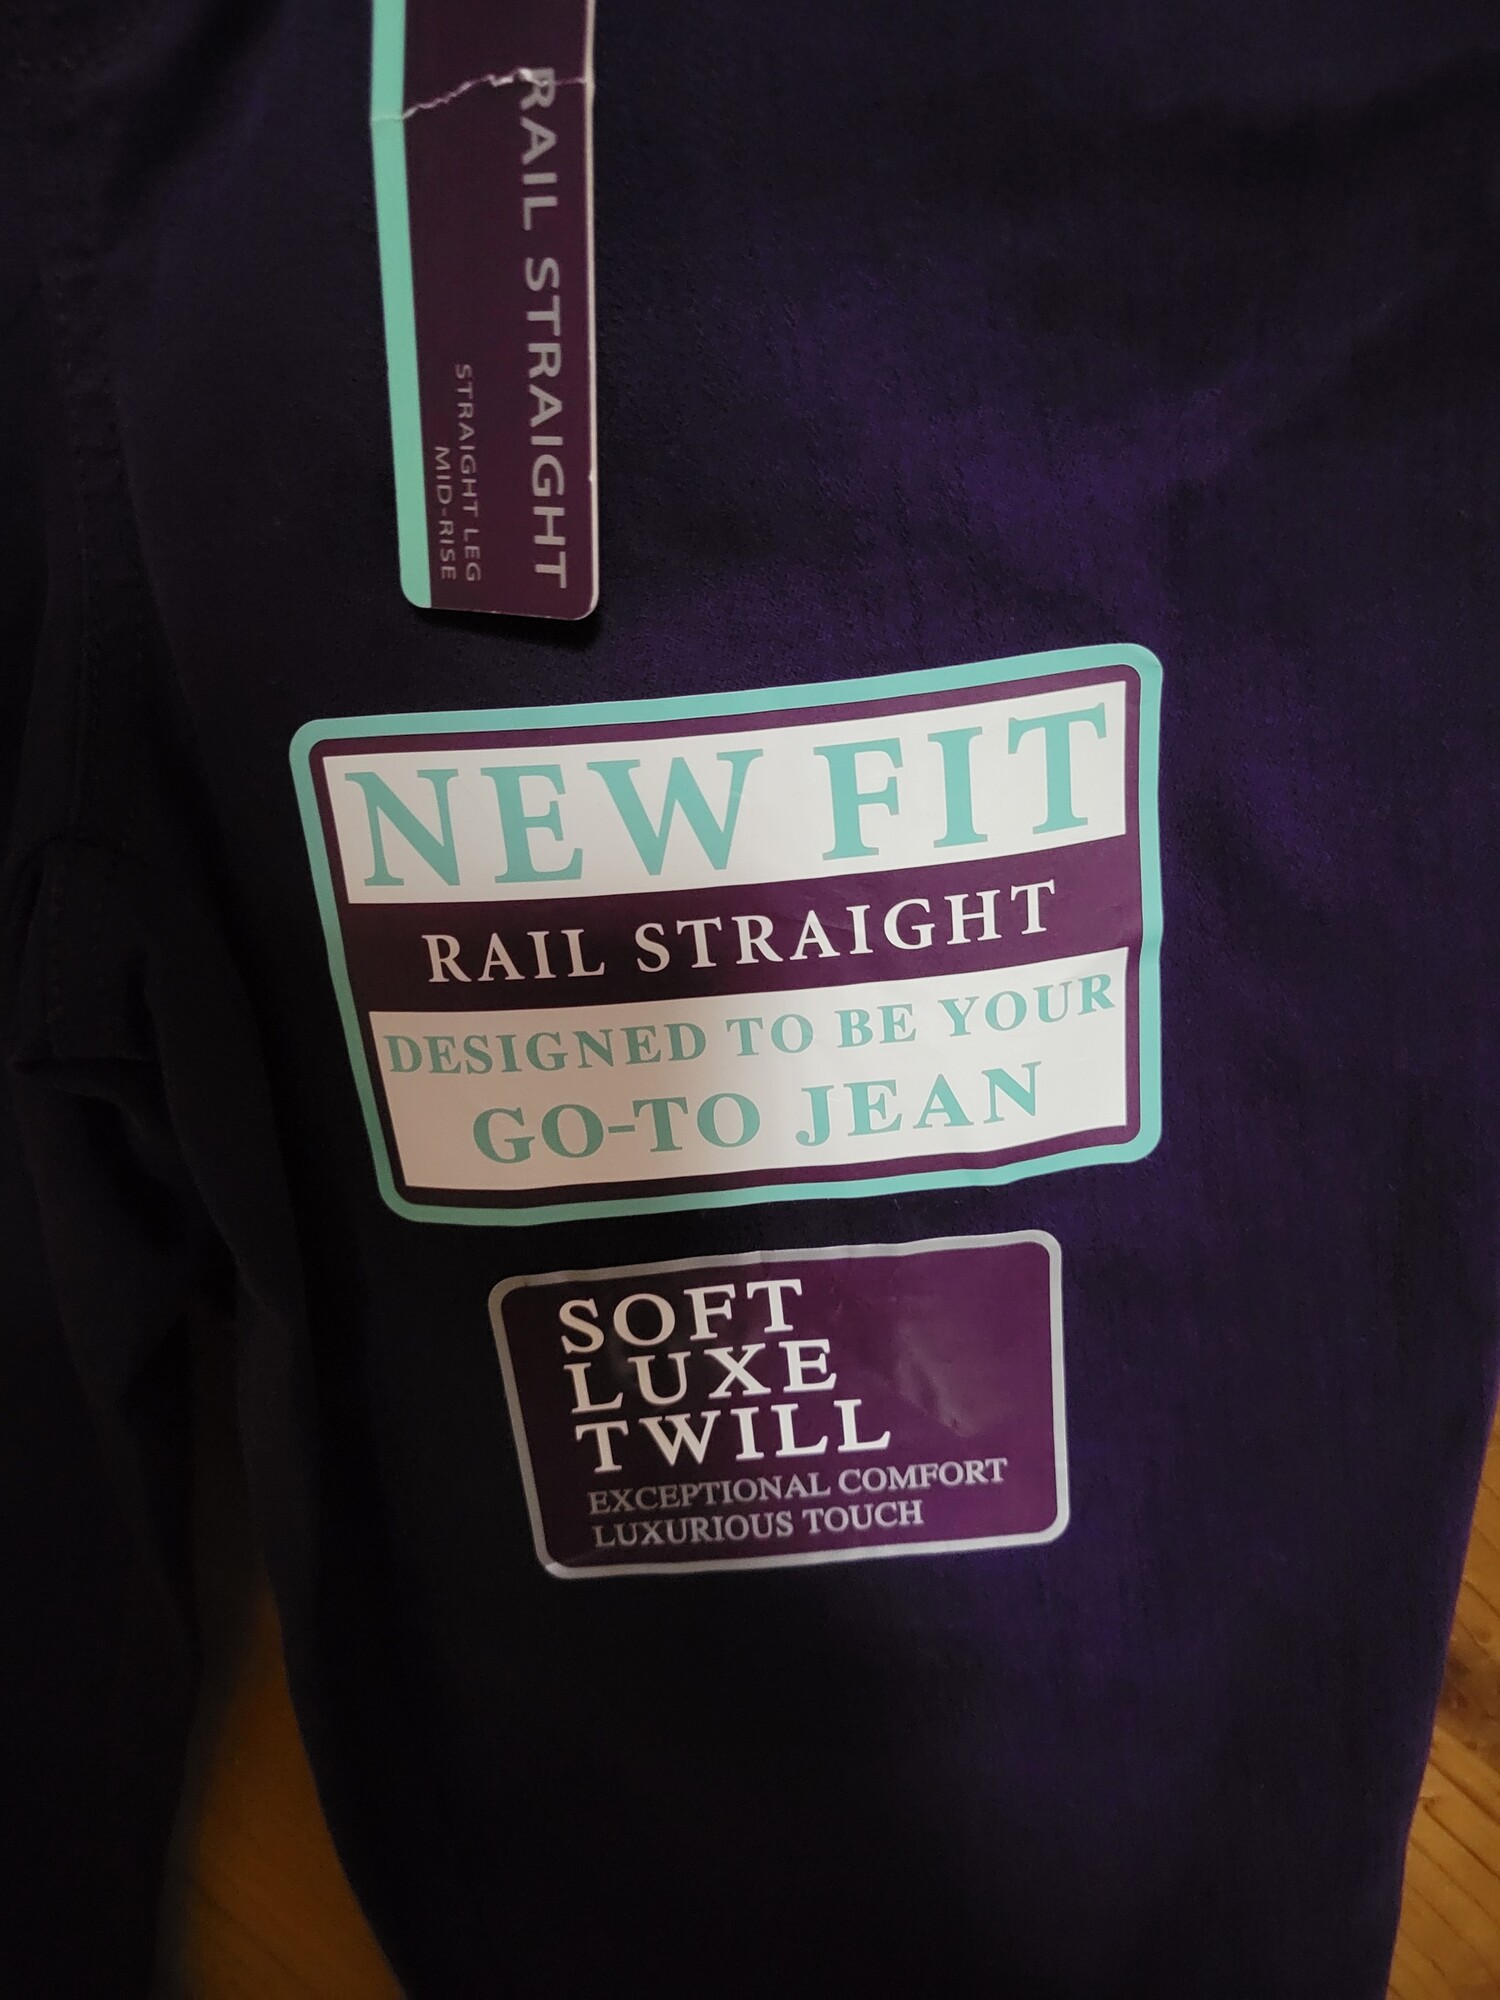 RAIL STRAIGHT
STRAIGHT LEG
MID-RISE
NEW FIT
RAIL STRAIGHT
DESIGNED TO BE YOUR
GO-TO JEAN
SOFT
LUXE
TWILL
EXCEPTIONAL COMFORT
LUXURIOUS TOUCH